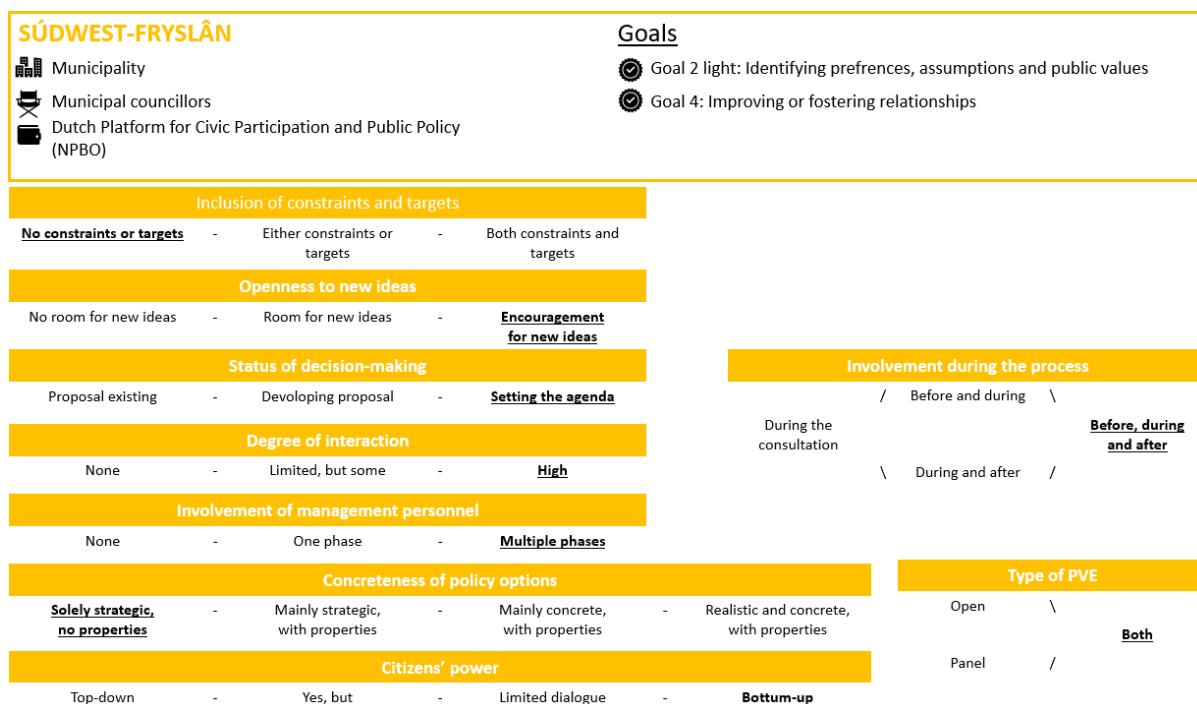 SÚDWEST-FRYSLÂN
Municipality
Municipal councillors
Dutch Platform for Civic Participation and Public Policy
(NPBO)
Goals
Goal 2 light: Identifying prefrences, assumptions and public values
Goal 4: Improving or fostering relationships
Inclusion of constraints and targets
No constraints or targets - Either constraints or - Both constraints and
targets targets
Openness to new ideas
No room for new ideas - Room for new ideas - Encouragement
for new ideas
Status of decision-making
Proposal existing - Devoloping proposal - Setting the agenda
Degree of interaction
None - Limited, but some - High
Involvement of management personnel
None - One phase - Multiple phases
Involvement during the process
/ Before and during \
During the Before, during
consultation and after
\ During and after /
Concreteness of policy options
Solely strategic, - Mainly strategic, - Mainly concrete, - Realistic and concrete,
no properties with properties with properties with properties
Citizens’ power
Top-down - Yes, but - Limited dialogue - Bottum-up
Type of PVE
Open \
Both
Panel /